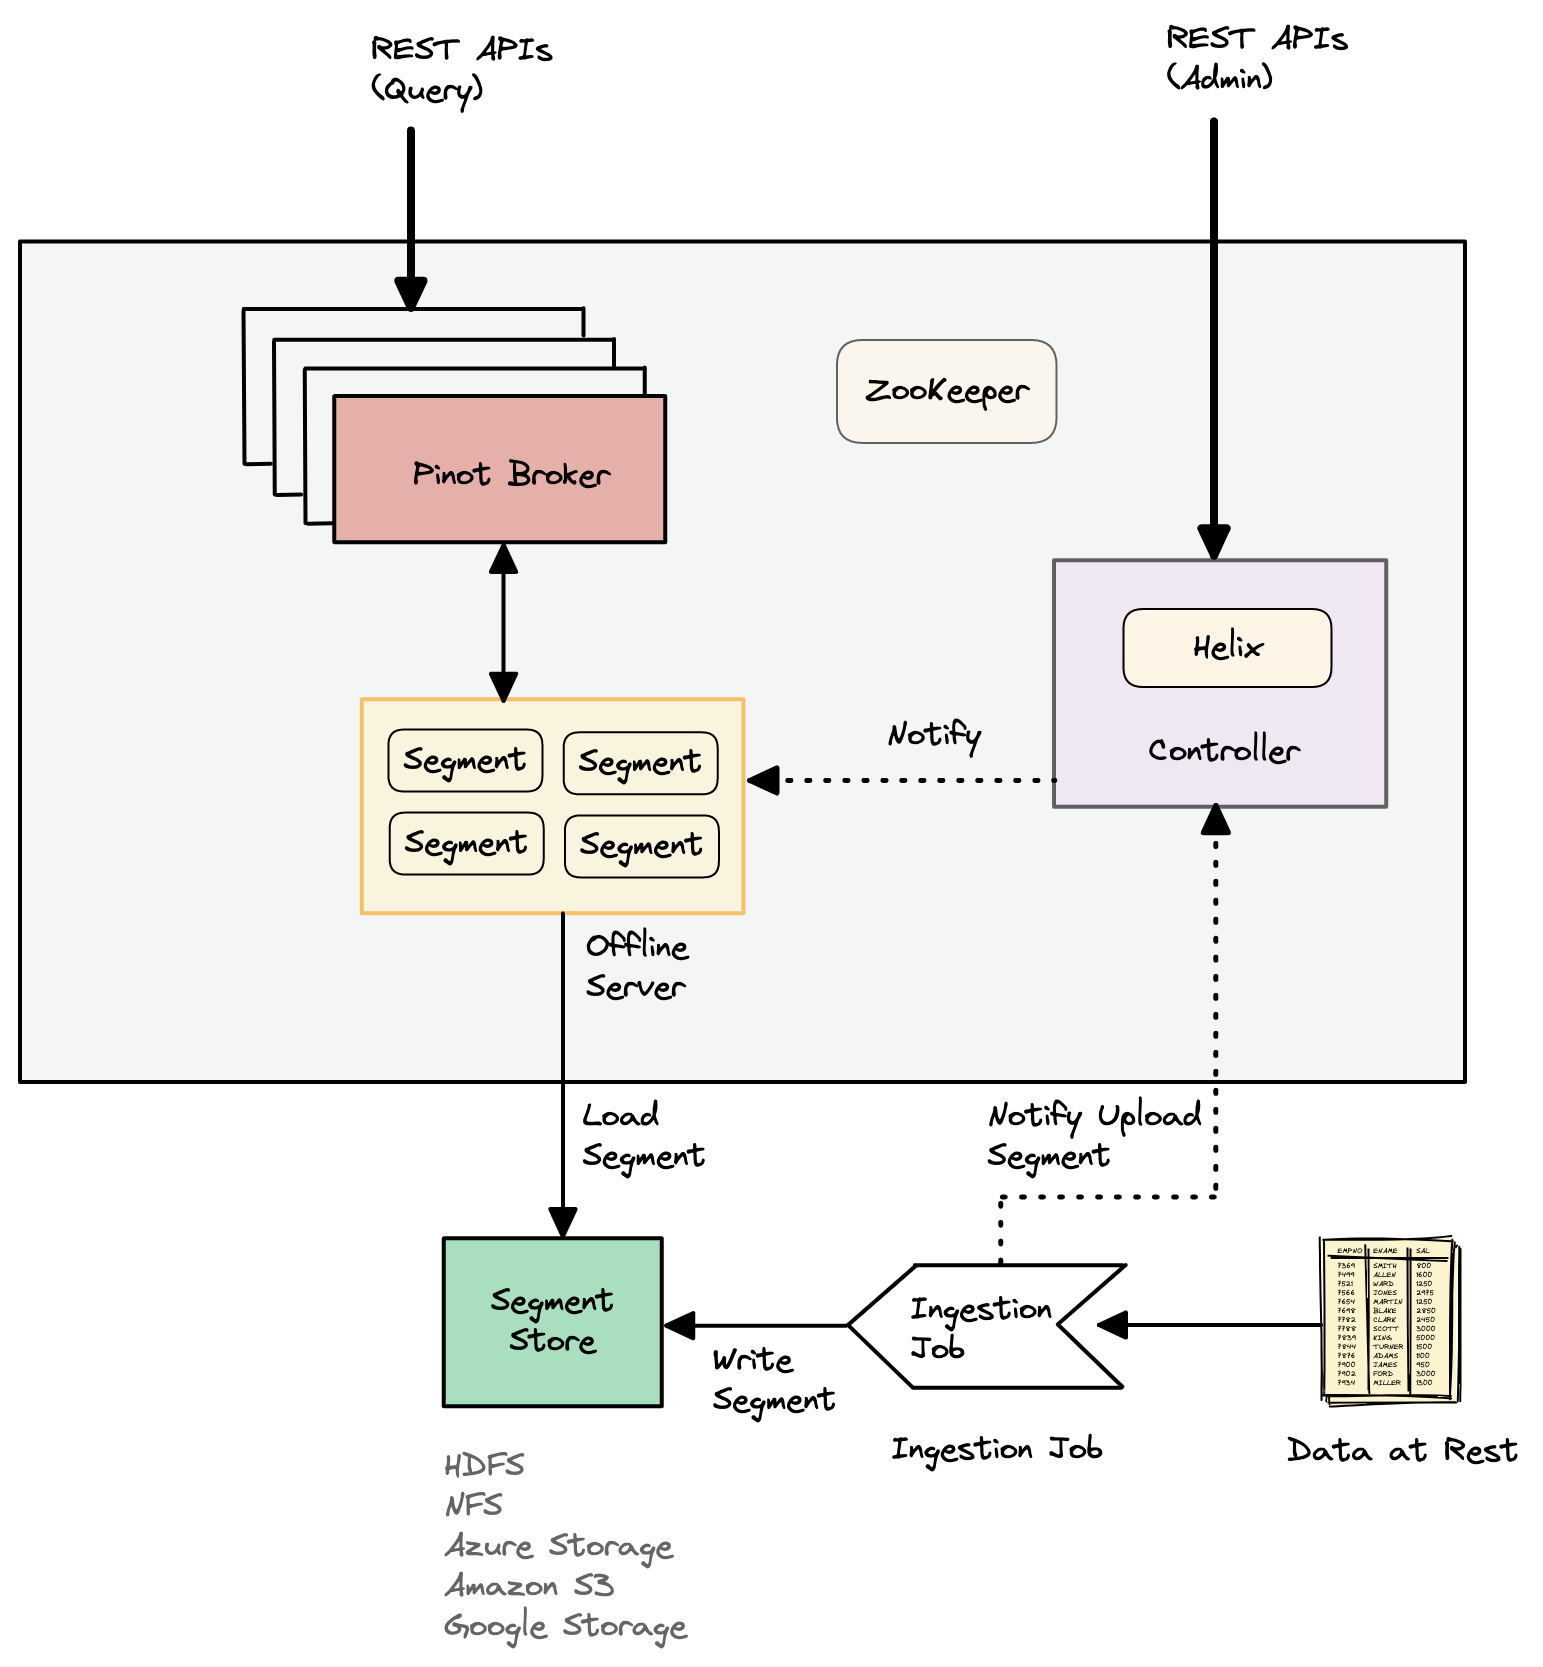 REST APIs
(Query)
REST APIs
(Admin)
Pinot Broker
ZooKeeper
Helix
Controller
Notify
Segment
Segment
Segment
Segment
Offline
Server
Load
Segment
Notify Upload
Segment
Segment
Store
Write
Segment
Ingestion
Job
Ingestion Job
EMPNO ENAME SAL
7369 SMITH 800
7499 ALLEN 1600
7521 WARD 1250
7566 JONES 2975
7654 MARTIN 1250
7698 BLAKE 2850
7782 CLARK 2450
7788 SCOTT 3000
7839 KING 5000
7844 TURNER 1500
7876 ADAMS 1100
7900 JAMES 950
7902 FORD 3000
7934 MILLER 1300
Data at Rest
HDFS
NFS
Azure Storage
Amazon S3
Google Storage